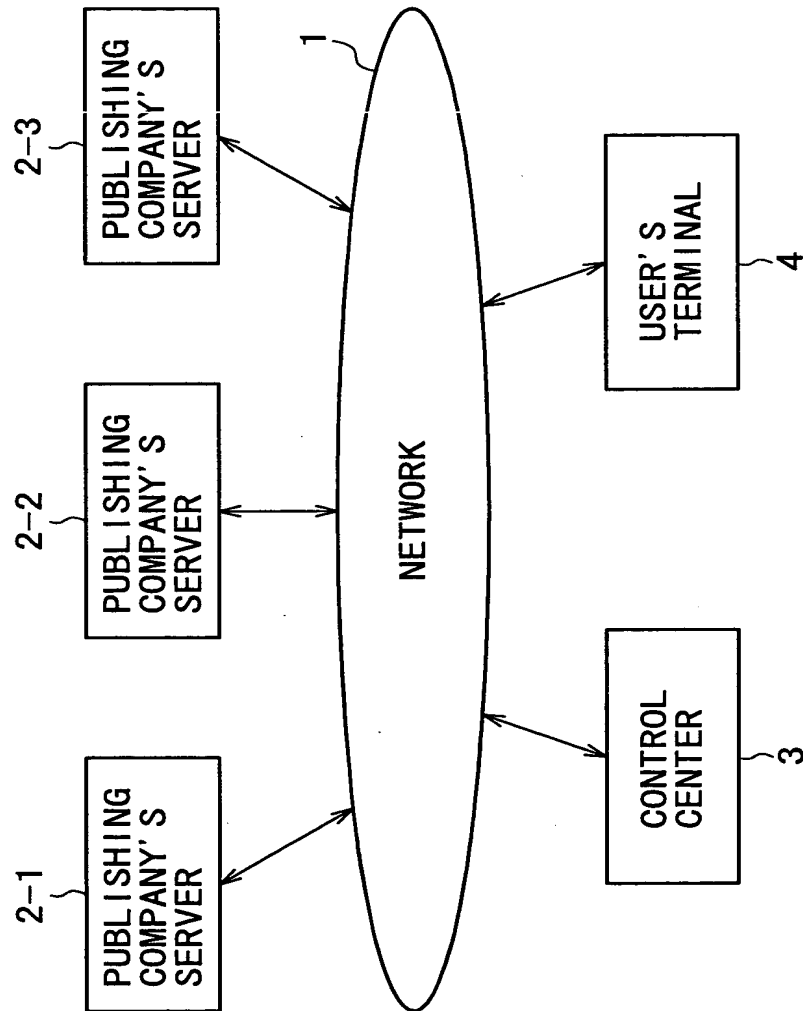 2-1
PUBLISHING
COMPANY'S
SERVER
2-2
PUBLISHING
COMPANY'S
SERVER
2-3
PUBLISHING
COMPANY'S
SERVER
1
NETWORK
CONTROL
CENTER
3
USER'S
TERMINAL
4